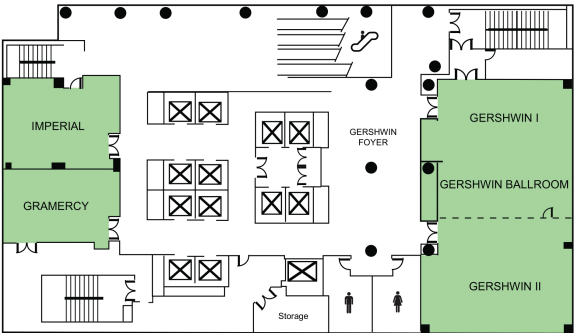 GERSHWIN I
IMPERIAL
GERSHWIN
FOYER
GERSHWIN BALLROOM
GRAMERCY
GERSHWIN II
Storage